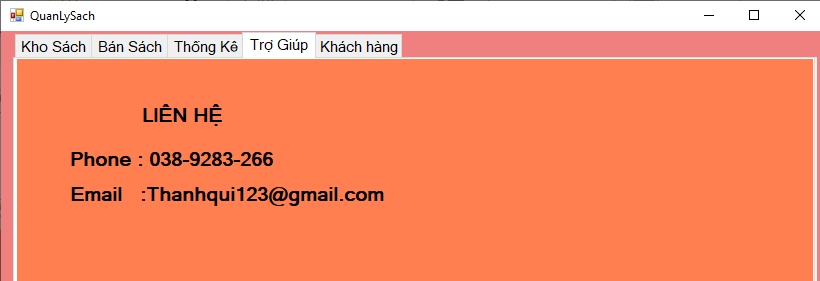 QuanLySach
Kho Sách Bán Sách Thống Kê Trợ Giúp Khách hàng
LIÊN HỆ
Phone : 038-9283-266
Email :Thanhqui123@gmail.com